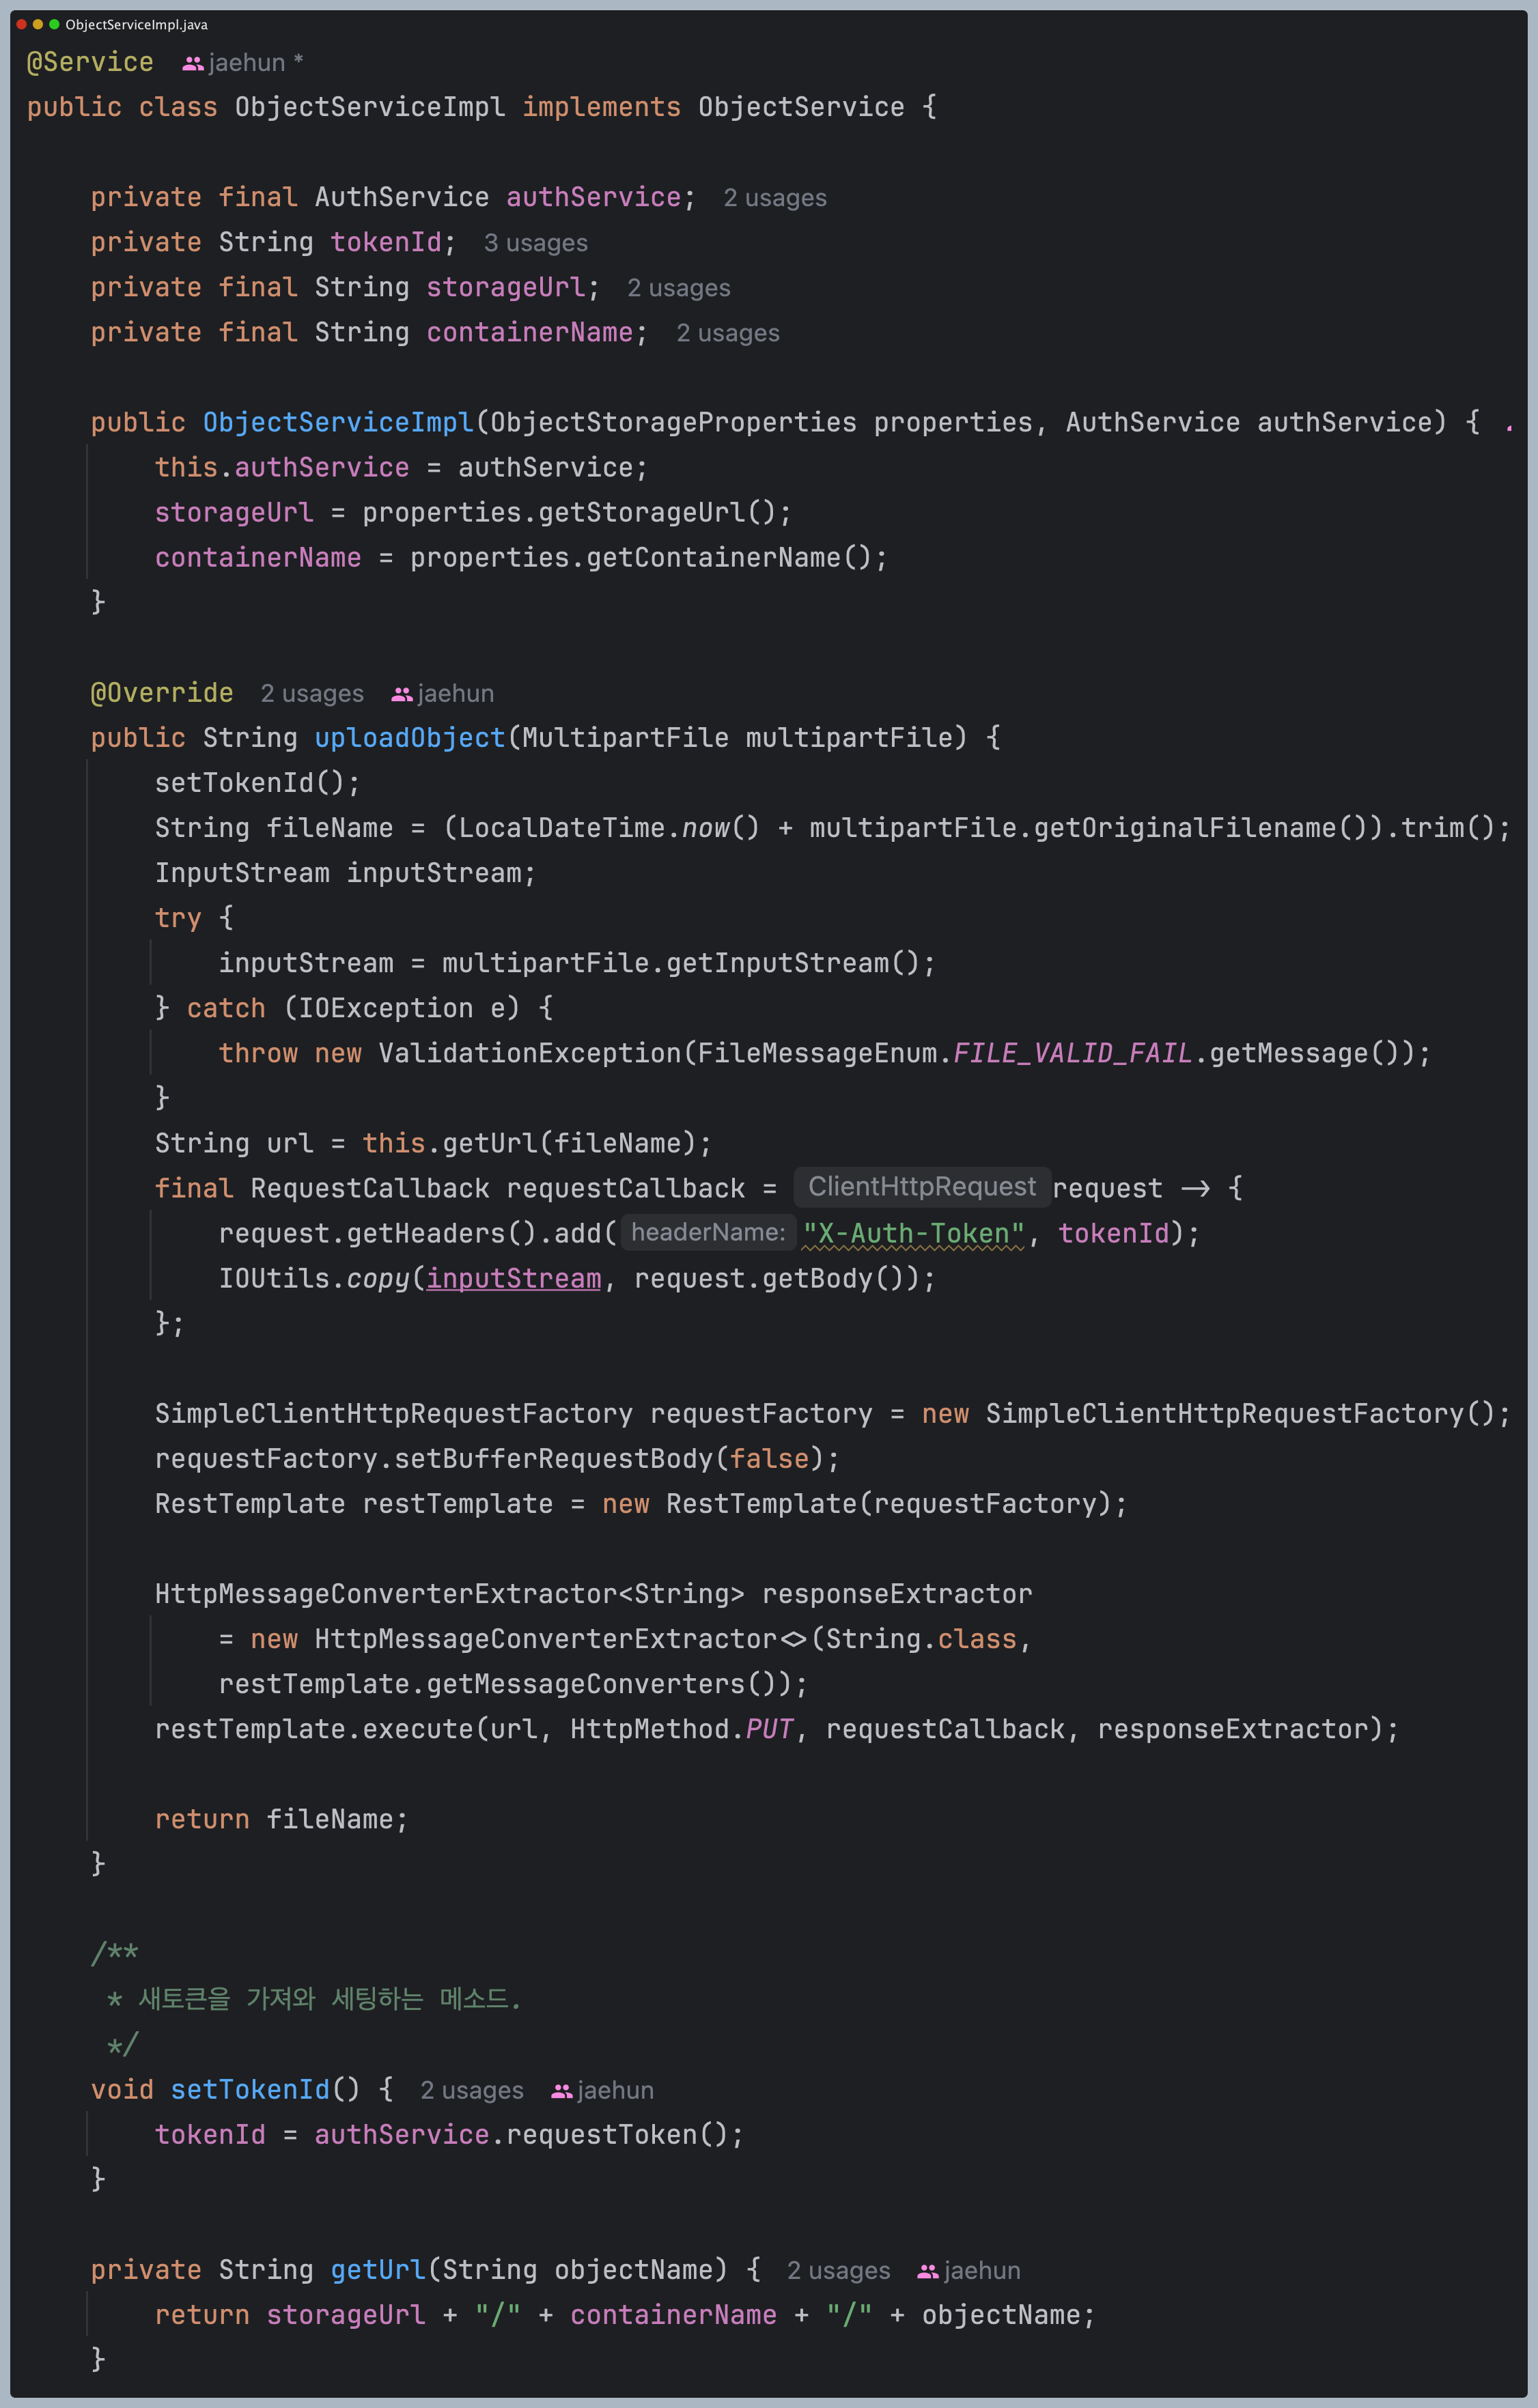 ObjectServiceImpl.java
@Service jaehun *
public class ObjectServiceImpl implements ObjectService {
private final AuthService authService; 2 usages
private String tokenId; 3 usages
private final String storageUrl; 2 usages
private final String containerName; 2 usages
public ObjectServiceImpl(ObjectStorageProperties properties, AuthService authService) {
this.authService = authService;
storageUrl = properties.getStorageUrl();
containerName = properties.getContainerName();
}
@Override 2 usages jaehun
public String uploadObject(MultipartFile multipartFile) {
setTokenId();
String fileName = (LocalDateTime.now() + multipartFile.getOriginalFilename()).trim();
InputStream inputStream;
try {
inputStream = multipartFile.getInputStream();
} catch (IOException e) {
throw new ValidationException(FileMessageEnum.FILE_VALID_FAIL.getMessage());
}
String url = this.getUrl(fileName);
final RequestCallback requestCallback = ClientHttpRequest request -> {
request.getHeaders().add( headerName: "X-Auth-Token", tokenId);
IOUtils.copy(inputStream, request.getBody());
};
SimpleClientHttpRequestFactory requestFactory = new SimpleClientHttpRequestFactory();
requestFactory.setBufferRequestBody(false);
RestTemplate restTemplate = new RestTemplate(requestFactory);
HttpMessageConverterExtractor<String> responseExtractor
= new HttpMessageConverterExtractor<>(String.class,
restTemplate.getMessageConverters());
restTemplate.execute(url, HttpMethod.PUT, requestCallback, responseExtractor);
return fileName;
}
/**
* 새토큰을 가져와 세팅하는 메소드.
*/
void setTokenId() { 2 usages jaehun
tokenId = authService.requestToken();
}
private String getUrl(String objectName) { 2 usages jaehun
return storageUrl + "/" + containerName + "/" + objectName;
}